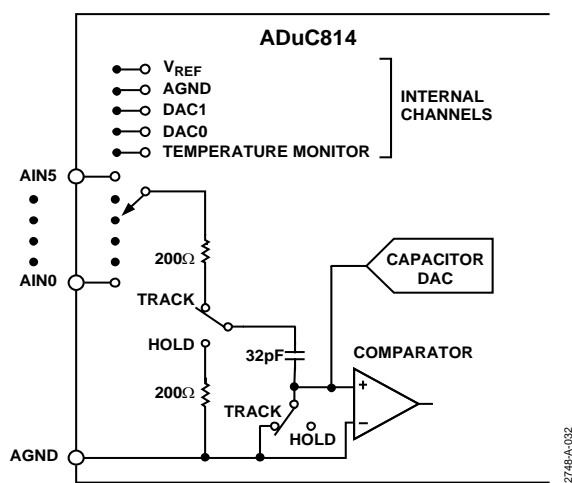 ADuC814
VREF
AGND
DAC1
DAC0
TEMPERATURE MONITOR
INTERNAL
CHANNELS
AIN5
AIN0
200Ω
TRACK
HOLD
200Ω
32pF
CAPACITOR
DAC
COMPARATOR
+
–
TRACK
HOLD
AGND
2748-A-032